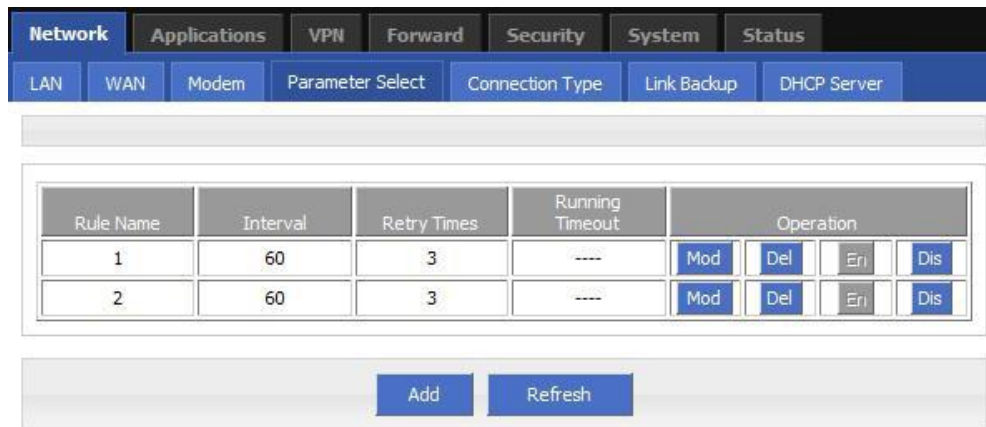 Network Applications VPN Forward Security System Status
LAN WAN Modem Parameter Select Connection Type Link Backup DHCP Server
Rule Name Interval Retry Times Running Timeout Operation
1 60 3 ---- Mod Del En Dis
2 60 3 ---- Mod Del En Dis
Add Refresh